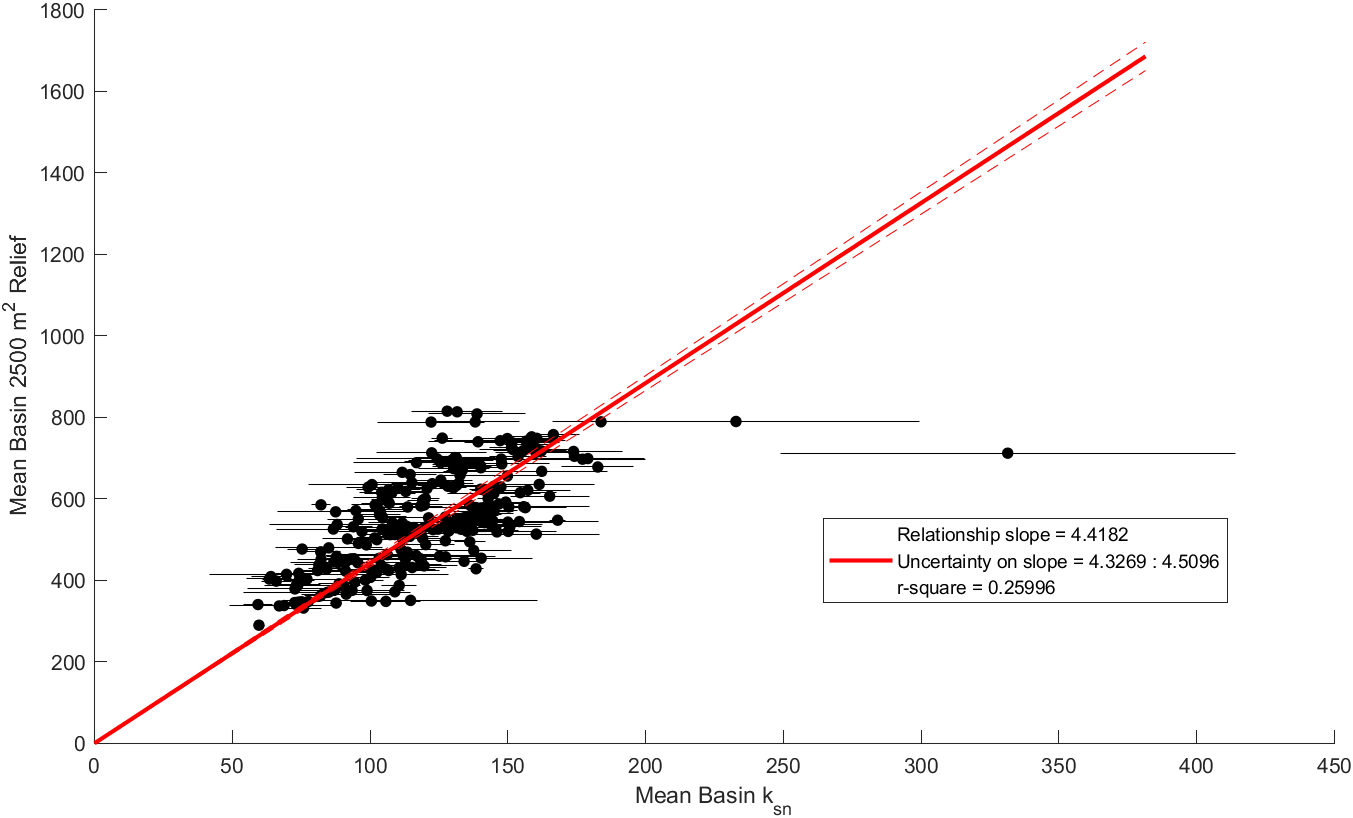 1800
1600
1400
1200
1000
800
600
400
200
0
Mean Basin 2500 m² Relief
Relationship slope = 4.4182
Uncertainty on slope = 4.3269 : 4.5096
r-square = 0.25996
0 50 100 150 200 250 300 350 400 450
Mean Basin k_sn